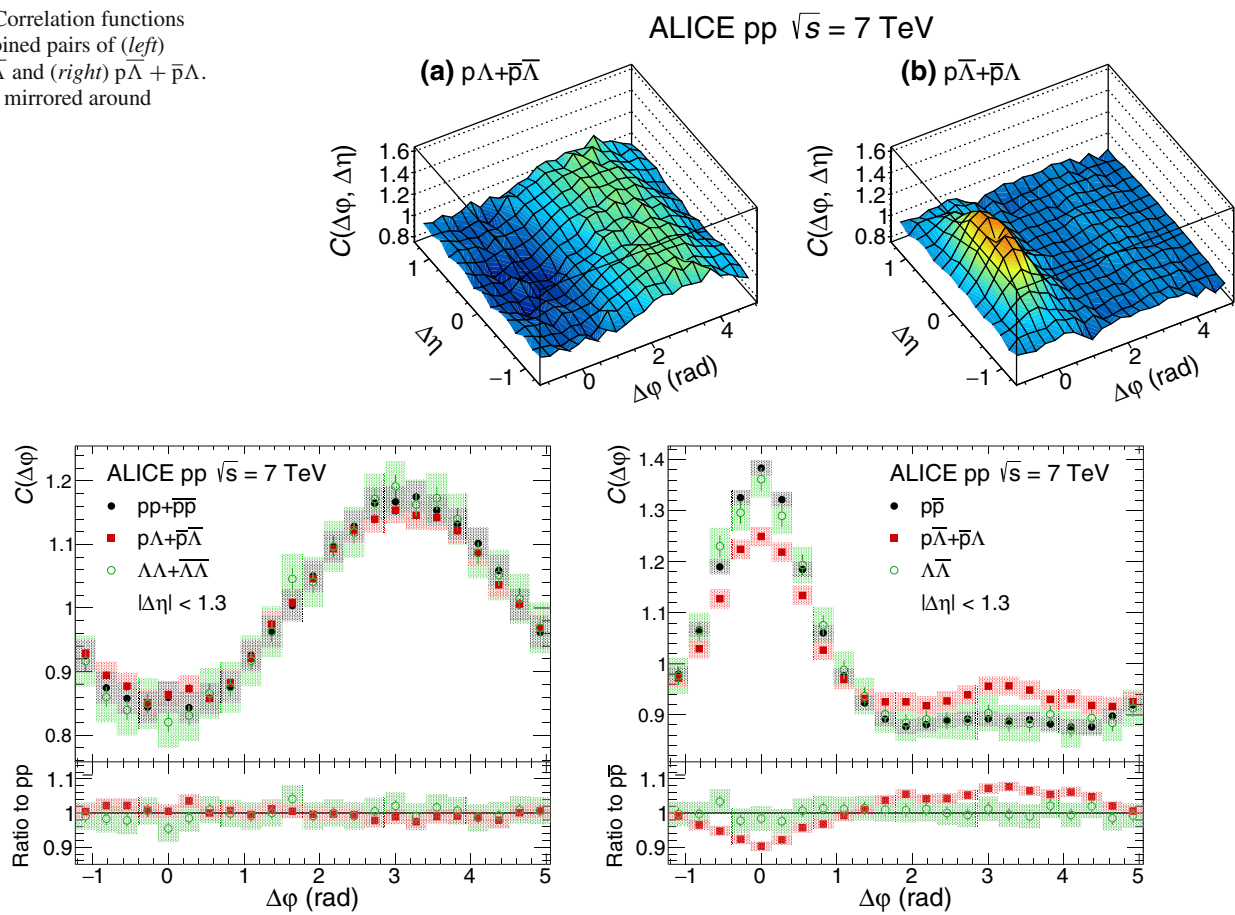 Correlation functions
pairs of (left)
and (right) pΛ̅ + p̅Λ.
mirrored around
ALICE pp √s = 7 TeV
(a) pΛ+p̅Λ̅
(b) pΛ̅+p̅Λ
C(Δφ, Δη)
1.6
1.4
1.2
1
0.8
1
0
−1
Δη
0
2
4
Δφ (rad)
C(Δφ, Δη)
1.6
1.4
1.2
1
0.8
1
0
−1
Δη
0
2
4
Δφ (rad)
C(Δφ)
1.2
1.1
1
0.9
0.8
ALICE pp √s = 7 TeV
pp+p̅p̅
pΛ+p̅Λ̅
ΛΛ+Λ̅Λ̅
|Δη| < 1.3
Ratio to pp
1.1
1
0.9
−1 0 1 2 3 4 5
Δφ (rad)
C(Δφ)
1.4
1.3
1.2
1.1
1
0.9
ALICE pp √s = 7 TeV
pp̅
pΛ̅+p̅Λ
ΛΛ̅
|Δη| < 1.3
Ratio to pp̅
1.1
1
0.9
−1 0 1 2 3 4 5
Δφ (rad)